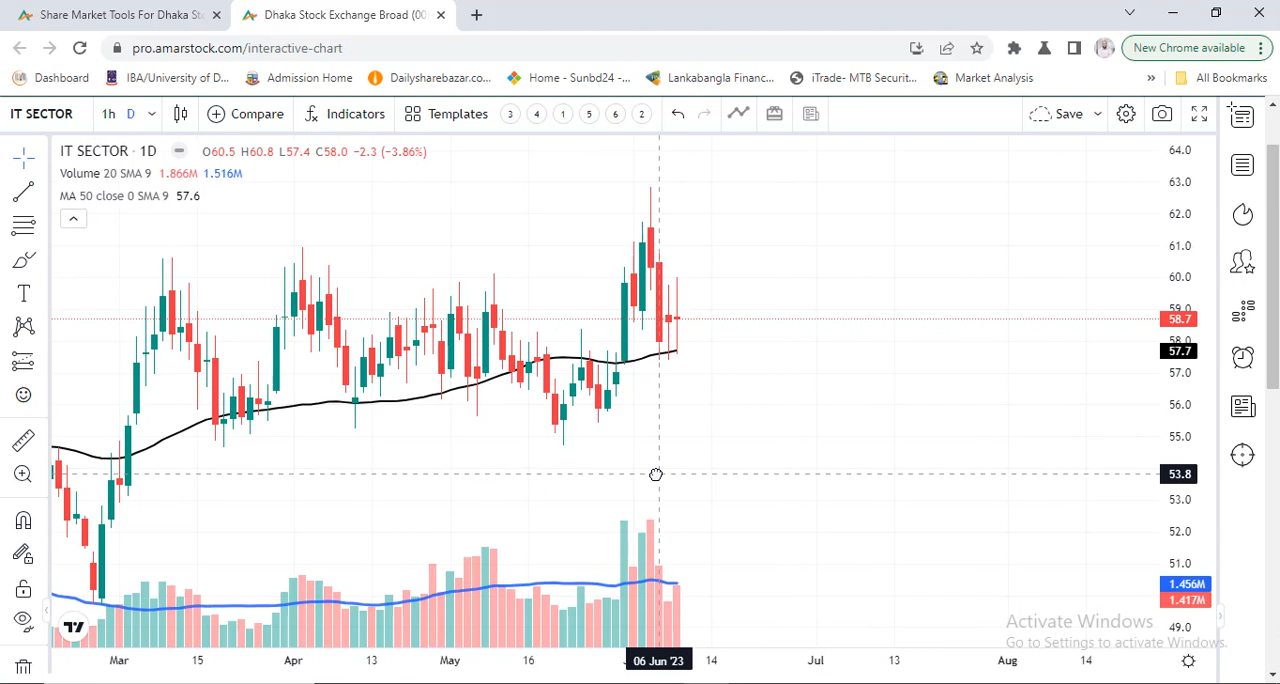 Share Market Tools For Dhaka St
Dhaka Stock Exchange Broad (00
pro.amarstock.com/interactive-chart
New Chrome available
Dashboard
IBA/University of D...
Admission Home
Dailysharebazar.co...
Home - Sunbd24 -...
Lankabangla Financ...
iTrade- MTB Securit...
Market Analysis
» All Bookmarks
IT SECTOR 1h D Compare Indicators Templates 3 4 1 5 6 2 Save
IT SECTOR · 1D O60.5 H60.8 L57.4 C58.0 −2.3 (−3.86%)
Volume 20 SMA 9 1.866M 1.516M
MA 50 close 0 SMA 9 57.6
64.0
63.0
62.0
61.0
60.0
59.0
58.7
58.0
57.7
57.0
56.0
55.0
53.8
53.0
52.0
51.0
1.456M
1.417M
49.0
Activate Windows
Go to Settings to activate Windows.
Mar 15 Apr 13 May 16 06 Jun '23 14 Jul 13 Aug 14